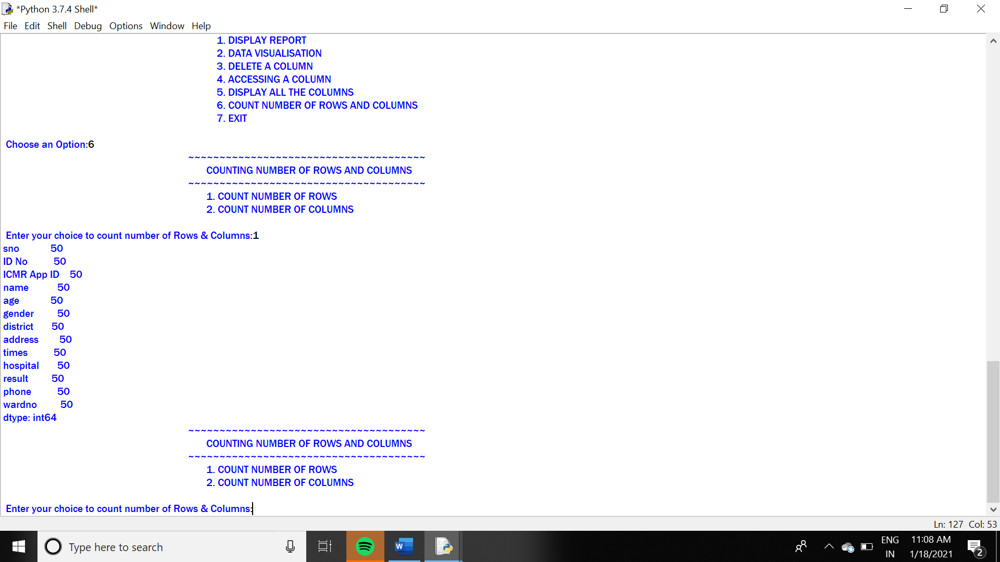 *Python 3.7.4 Shell*
File Edit Shell Debug Options Window Help
1. DISPLAY REPORT
2. DATA VISUALISATION
3. DELETE A COLUMN
4. ACCESSING A COLUMN
5. DISPLAY ALL THE COLUMNS
6. COUNT NUMBER OF ROWS AND COLUMNS
7. EXIT
Choose an Option:6
~~~~~~~~~~~~~~~~~~~~~~~~~~~~~~~~~~~~~~
COUNTING NUMBER OF ROWS AND COLUMNS
~~~~~~~~~~~~~~~~~~~~~~~~~~~~~~~~~~~~~~
1. COUNT NUMBER OF ROWS
2. COUNT NUMBER OF COLUMNS
Enter your choice to count number of Rows & Columns:1
sno 50
ID No 50
ICMR App ID 50
name 50
age 50
gender 50
district 50
address 50
times 50
hospital 50
result 50
phone 50
wardno 50
dtype: int64
~~~~~~~~~~~~~~~~~~~~~~~~~~~~~~~~~~~~~~
COUNTING NUMBER OF ROWS AND COLUMNS
~~~~~~~~~~~~~~~~~~~~~~~~~~~~~~~~~~~~~~
1. COUNT NUMBER OF ROWS
2. COUNT NUMBER OF COLUMNS
Enter your choice to count number of Rows & Columns:
Ln: 127 Col: 53
Type here to search
W
ENG
IN
11:08 AM
1/18/2021
2